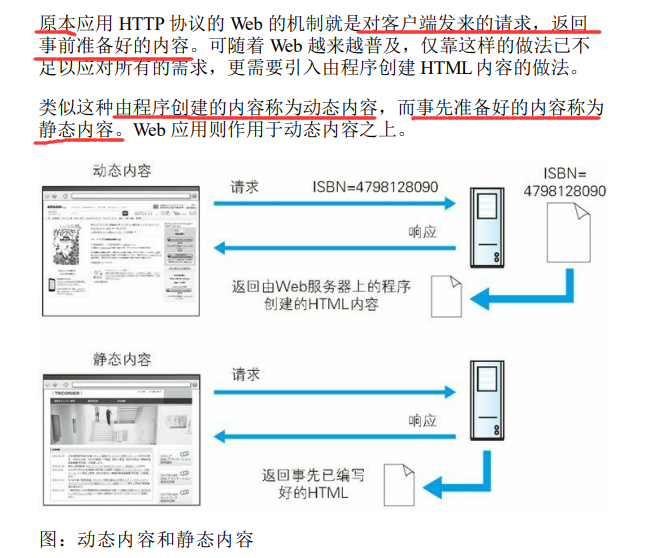 原本应用 HTTP 协议的 Web 的机制就是对客户端发来的请求，返回
事前准备好的内容。可随着 Web 越来越普及，仅靠这样的做法已不
足以应对所有的需求，更需要引入由程序创建 HTML 内容的做法。
类似这种由程序创建的内容称为动态内容，而事先准备好的内容称为
静态内容。Web 应用则作用于动态内容之上。
动态内容
请求
ISBN=4798128090
ISBN=
4798128090
响应
返回由Web服务器上的程序
创建的HTML内容
静态内容
请求
TRICORDER
响应
返回事先已编写
好的HTML
图：动态内容和静态内容